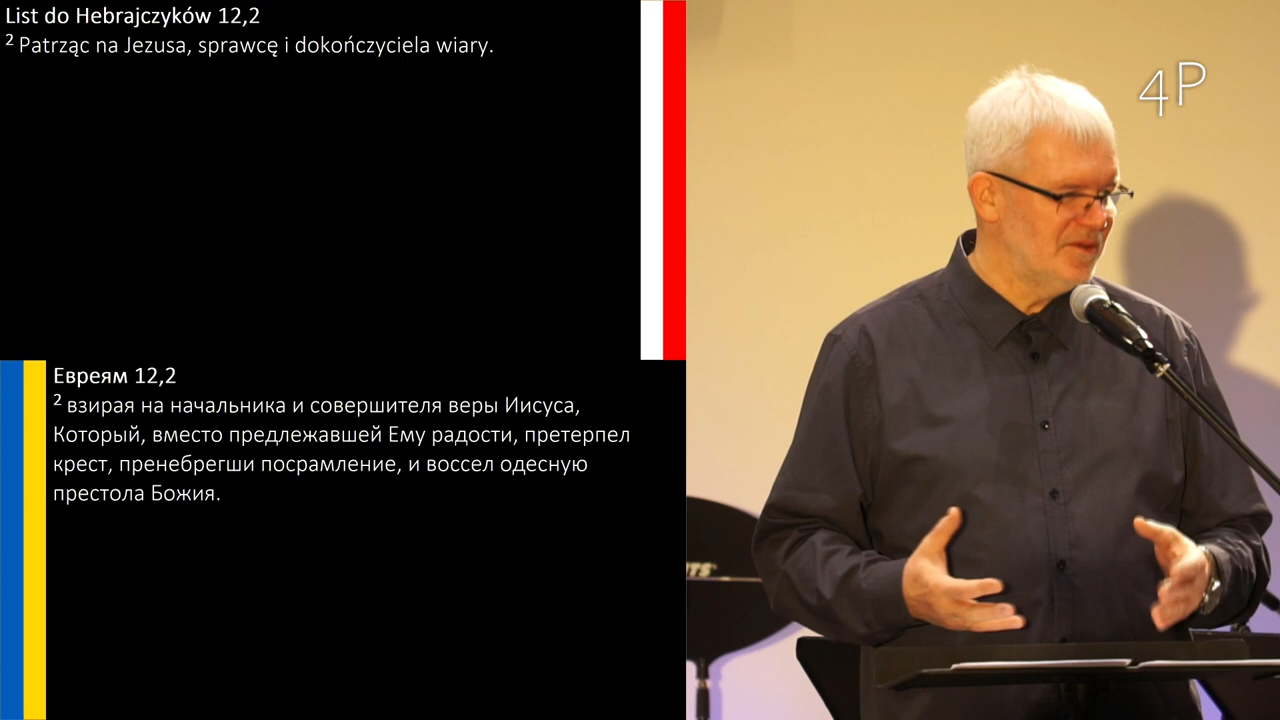 List do Hebrajczyków 12,2
2 Patrząc na Jezusa, sprawcę i dokończyciela wiary.
4P
Евреям 12,2
2 взирая на начальника и совершителя веры Иисуса,
Который, вместо предлежавшей Ему радости, претерпел
крест, пренебрегши посрамление, и воссел одесную
престола Божия.